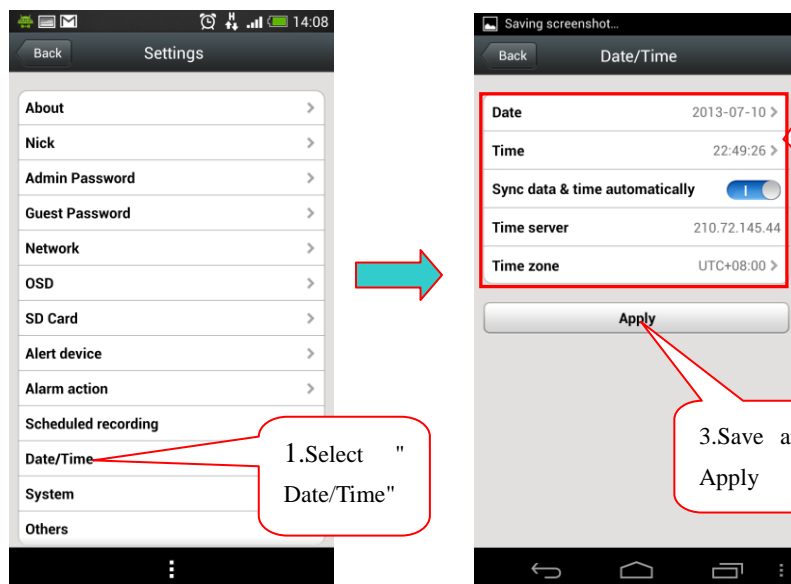 14:08
Back Settings
About
Nick
Admin Password
Guest Password
Network
OSD
SD Card
Alert device
Alarm action
Scheduled recording
Date/Time
System
Others
1.Select "
Date/Time"
Saving screenshot...
Back Date/Time
Date 2013-07-10
Time 22:49:26
Sync data & time automatically
Time server 210.72.145.44
Time zone UTC+08:00
Apply
3.Save a
Apply